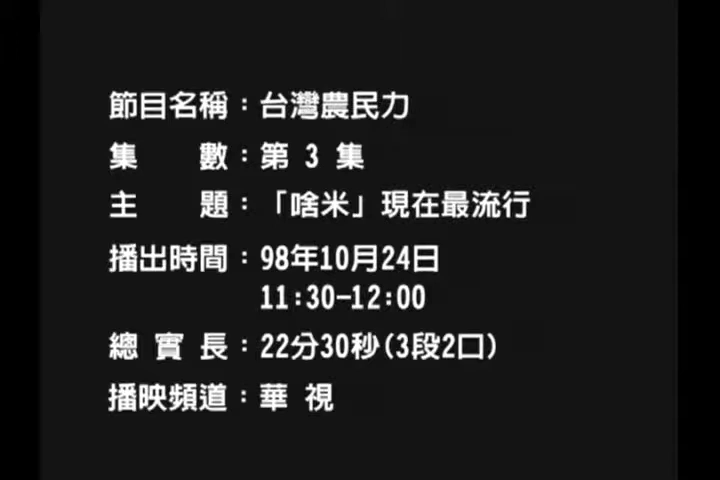 節目名稱：台灣農民力
集　　數：第 3 集
主　　題：「啥米」現在最流行
播出時間：98年10月24日
11:30-12:00
總 實 長：22分30秒(3段2口)
播映頻道：華 視